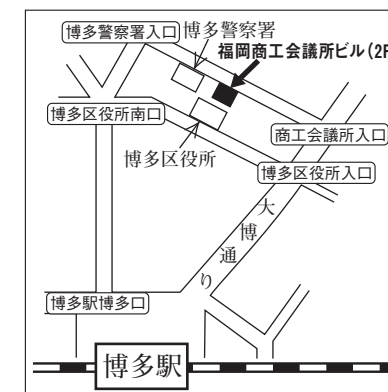 博多警察署
博多警察署入口
福岡商工会議所ビル(2F
博多区役所南口
商工会議所入口
博多区役所
博多区役所入口
大博通り
博多駅博多口
博多駅